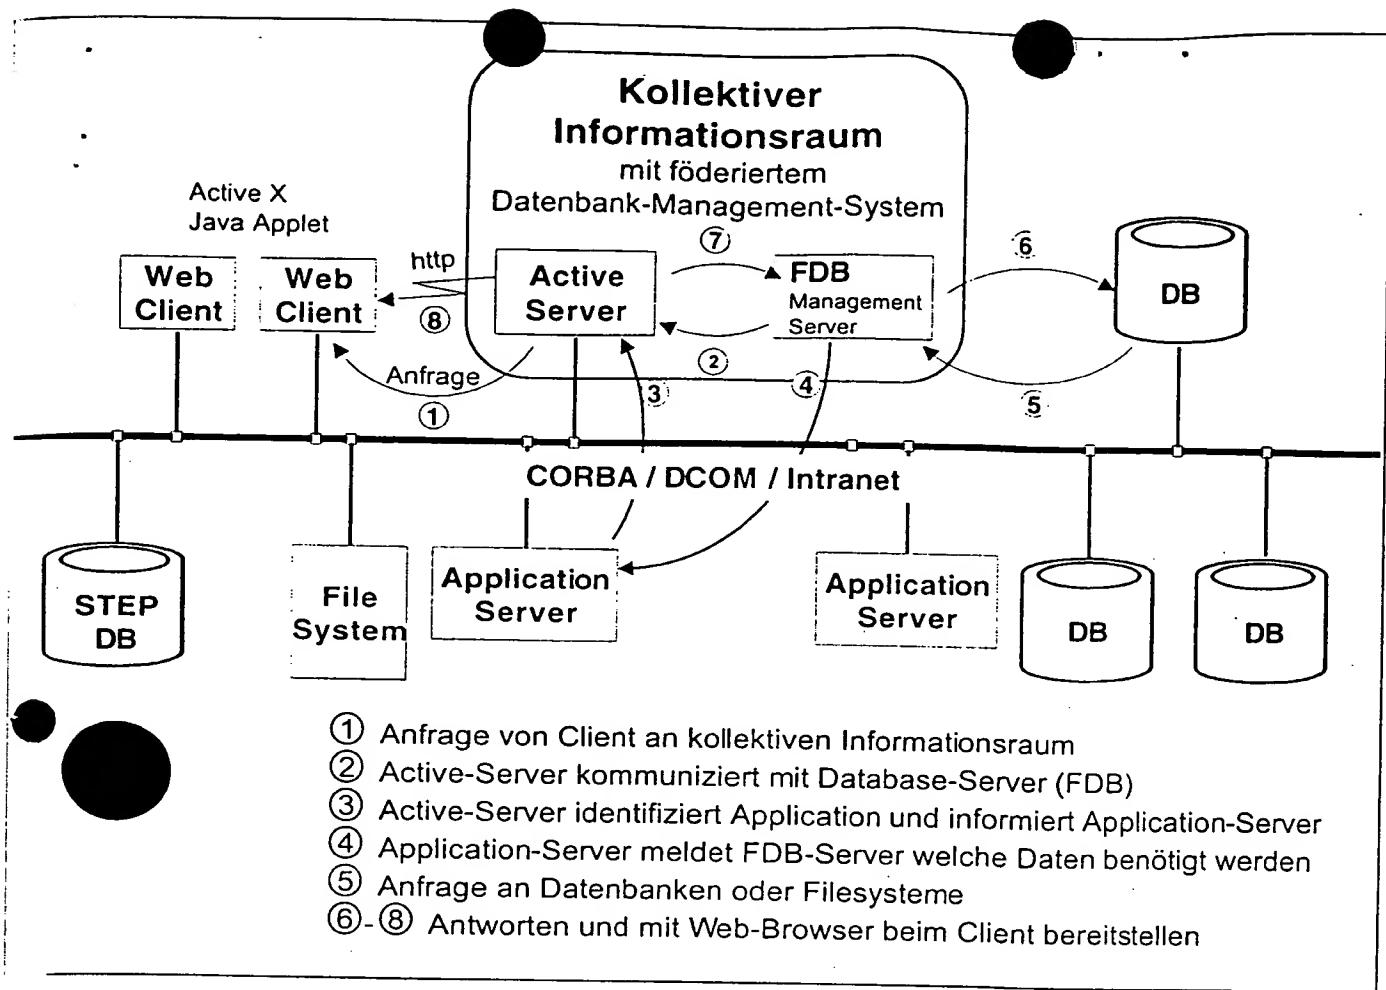 Kollektiver
Informationsraum
mit föderiertem
Datenbank-Management-System
Active X
Java Applet
Web
Client
Web
Client
http
⑧
Active
Server
⑦
②
FDB
Management
Server
⑥
DB
⑤
Anfrage
①
③
④
CORBA / DCOM / Intranet
STEP
DB
File
System
Application
Server
Application
Server
DB
DB
① Anfrage von Client an kollektiven Informationsraum
② Active-Server kommuniziert mit Database-Server (FDB)
③ Active-Server identifiziert Application und informiert Application-Server
④ Application-Server meldet FDB-Server welche Daten benötigt werden
⑤ Anfrage an Datenbanken oder Filesysteme
⑥-⑧ Antworten und mit Web-Browser beim Client bereitstellen